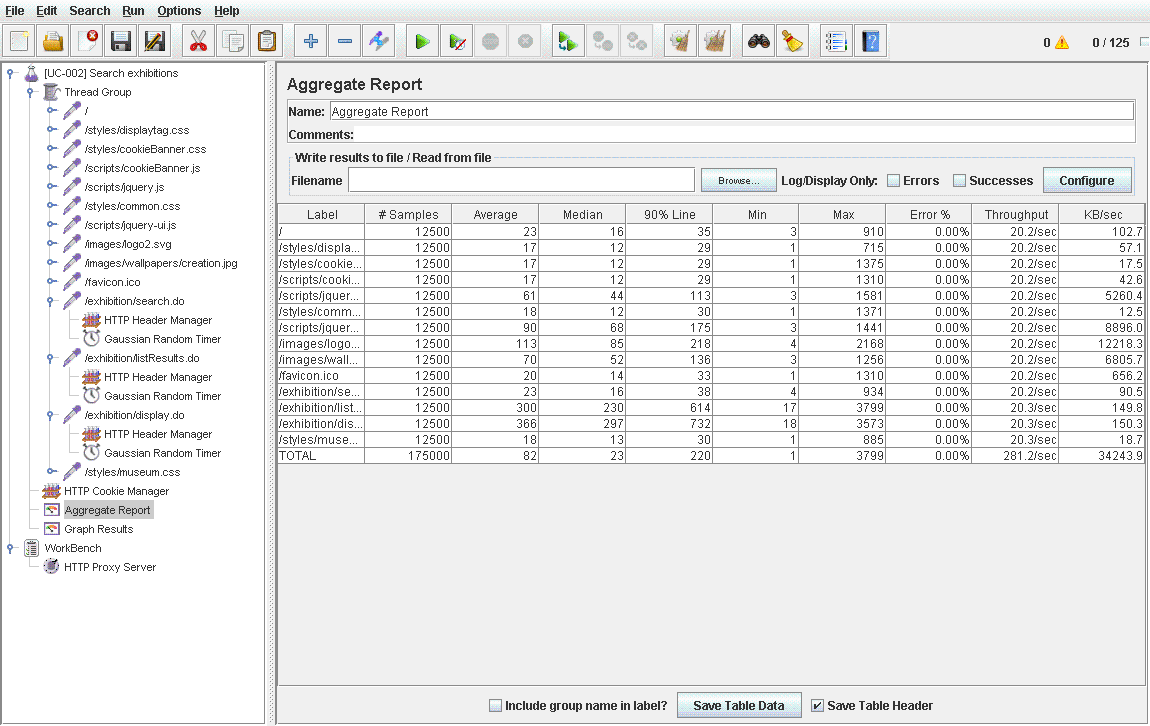 File Edit Search Run Options Help
0 0 / 125
[UC-002] Search exhibitions
Thread Group
/
/styles/displaytag.css
/styles/cookieBanner.css
/scripts/cookieBanner.js
/scripts/jquery.js
/styles/common.css
/scripts/jquery-ui.js
/images/logo2.svg
/images/wallpapers/creation.jpg
/favicon.ico
/exhibition/search.do
HTTP Header Manager
Gaussian Random Timer
/exhibition/listResults.do
HTTP Header Manager
Gaussian Random Timer
/exhibition/display.do
HTTP Header Manager
Gaussian Random Timer
/styles/museum.css
HTTP Cookie Manager
Aggregate Report
Graph Results
WorkBench
HTTP Proxy Server
Aggregate Report
Name: Aggregate Report
Comments:
Write results to file / Read from file
Filename Browse... Log/Display Only: Errors Successes Configure
Label # Samples Average Median 90% Line Min Max Error % Throughput KB/sec
/ 12500 23 16 35 3 910 0.00% 20.2/sec 102.7
/styles/displa... 12500 17 12 29 1 715 0.00% 20.2/sec 57.1
/styles/cookie... 12500 17 12 29 1 1375 0.00% 20.2/sec 17.5
/scripts/cooki... 12500 17 12 29 1 1310 0.00% 20.2/sec 42.6
/scripts/jquer... 12500 61 44 113 3 1581 0.00% 20.2/sec 5260.4
/styles/comm... 12500 18 12 30 1 1371 0.00% 20.2/sec 12.5
/scripts/jquer... 12500 90 68 175 3 1441 0.00% 20.2/sec 8896.0
/images/logo... 12500 113 85 218 4 2168 0.00% 20.2/sec 12218.3
/images/wall... 12500 70 52 136 3 1256 0.00% 20.2/sec 6805.7
/favicon.ico 12500 20 14 33 1 1310 0.00% 20.2/sec 656.2
/exhibition/se... 12500 23 16 38 4 934 0.00% 20.2/sec 90.5
/exhibition/list... 12500 300 230 614 17 3799 0.00% 20.3/sec 149.8
/exhibition/dis... 12500 366 297 732 18 3573 0.00% 20.3/sec 150.3
/styles/muse... 12500 18 13 30 1 885 0.00% 20.3/sec 18.7
TOTAL 175000 82 23 220 1 3799 0.00% 281.2/sec 34243.9
Include group name in label? Save Table Data Save Table Header